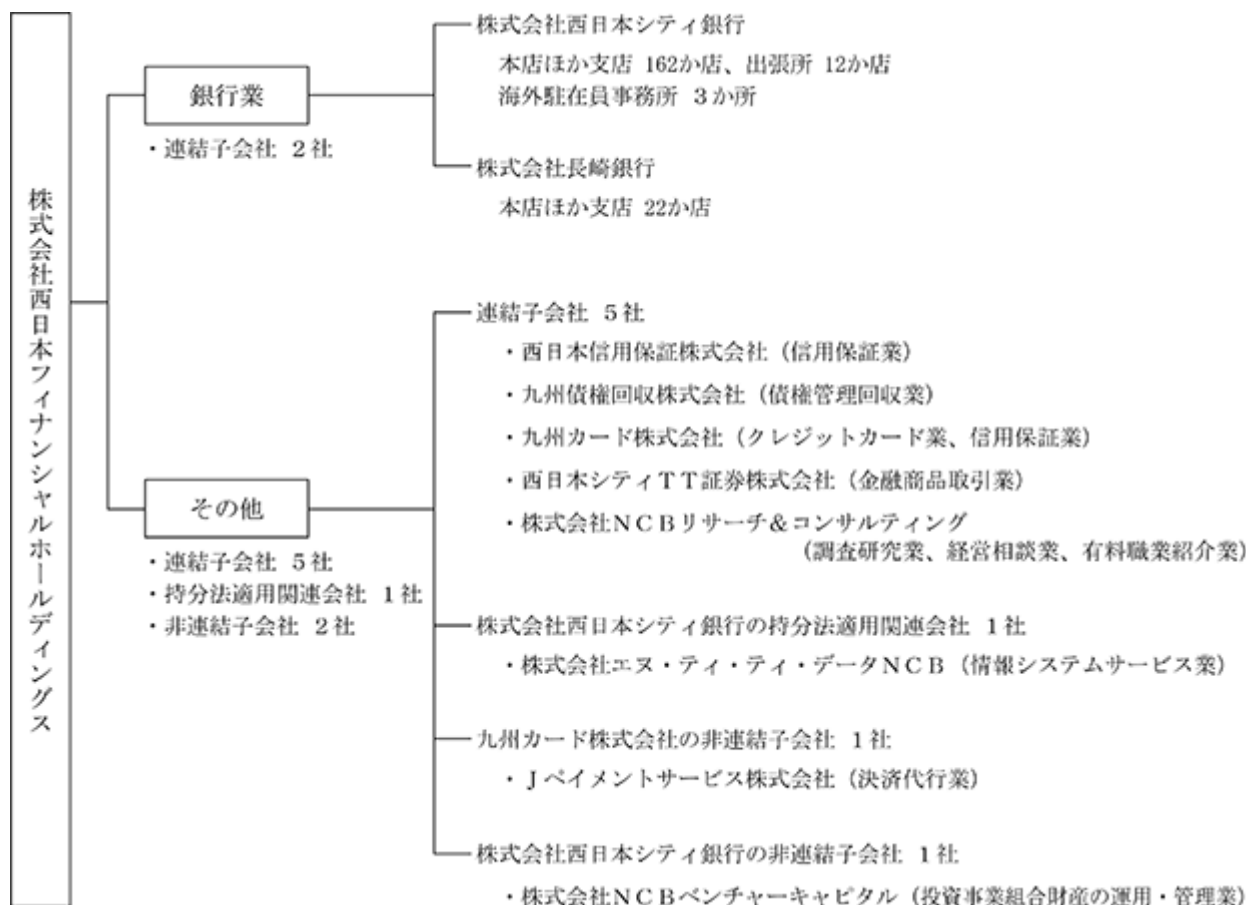 株式会社西日本フィナンシャルホールディングス
銀行業
・連結子会社 2社
株式会社西日本シティ銀行
本店ほか支店 162か店、出張所 12か店
海外駐在員事務所 3か所
株式会社長崎銀行
本店ほか支店 22か店
その他
・連結子会社 5社
・持分法適用関連会社 1社
・非連結子会社 2社
連結子会社 5社
・西日本信用保証株式会社（信用保証業）
・九州債権回収株式会社（債権管理回収業）
・九州カード株式会社（クレジットカード業、信用保証業）
・西日本シティＴＴ証券株式会社（金融商品取引業）
・株式会社ＮＣＢリサーチ＆コンサルティング
（調査研究業、経営相談業、有料職業紹介業）
株式会社西日本シティ銀行の持分法適用関連会社 1社
・株式会社エヌ・ティ・ティ・データＮＣＢ（情報システムサービス業）
九州カード株式会社の非連結子会社 1社
・Ｊペイメントサービス株式会社（決済代行業）
株式会社西日本シティ銀行の非連結子会社 1社
・株式会社ＮＣＢベンチャーキャピタル（投資事業組合財産の運用・管理業）